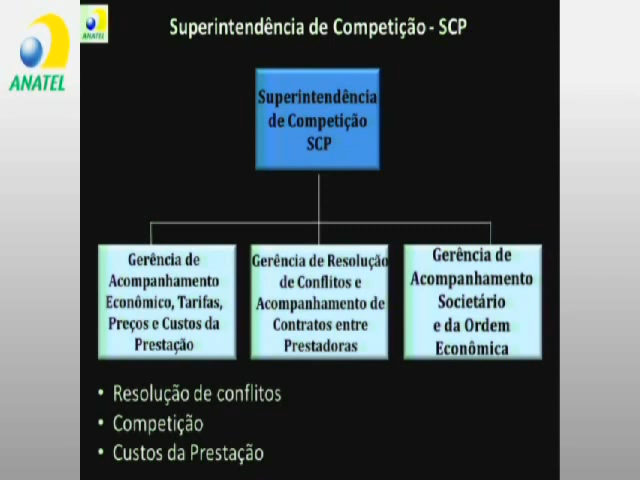 ANATEL
ANATEL
Superintendência de Competição - SCP
Superintendência
de Competição
SCP
Gerência de
Acompanhamento
Econômico, Tarifas,
Preços e Custos da
Prestação
Gerência de Resolução
de Conflitos e
Acompanhamento de
Contratos entre
Prestadoras
Gerência de
Acompanhamento
Societário
e da Ordem
Econômica
• Resolução de conflitos
• Competição
• Custos da Prestação